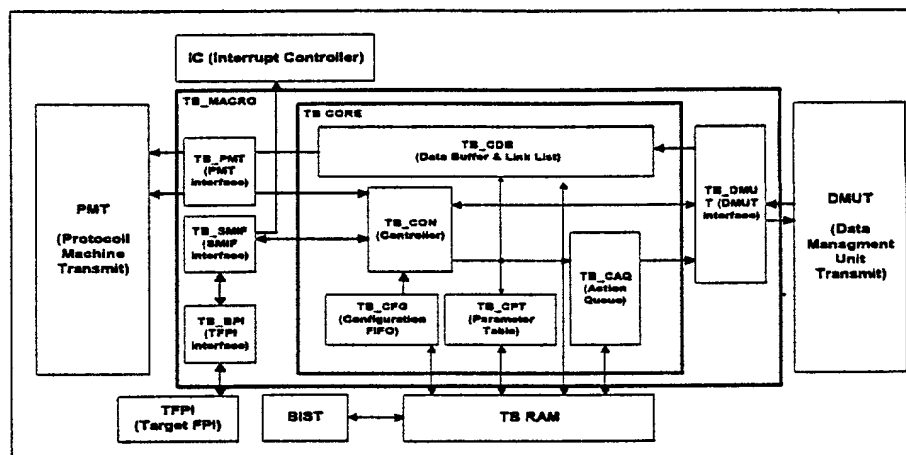 IC (Interrupt Controller)
TB_MACRO
TB CORE
TB_CDB
(Data Buffer & Link List)
TB_PMT
(PMT
Interface)
PMT
(Protocoll
Machine
Transmit)
TB_CON
(Controller)
TB_DMU
T (DMUT
Interface)
DMUT
(Data
Managment
Unit
Transmit)
TB_SMIF
(SMIF
Interface)
TB_CAQ
(Action
Queue)
TB_BPI
(TFPI
Interface)
TB_CFG
(Configuration
FIFO)
TB_CPT
(Parameter
Table)
TFPI
(Target FPI)
BIST
TB RAM